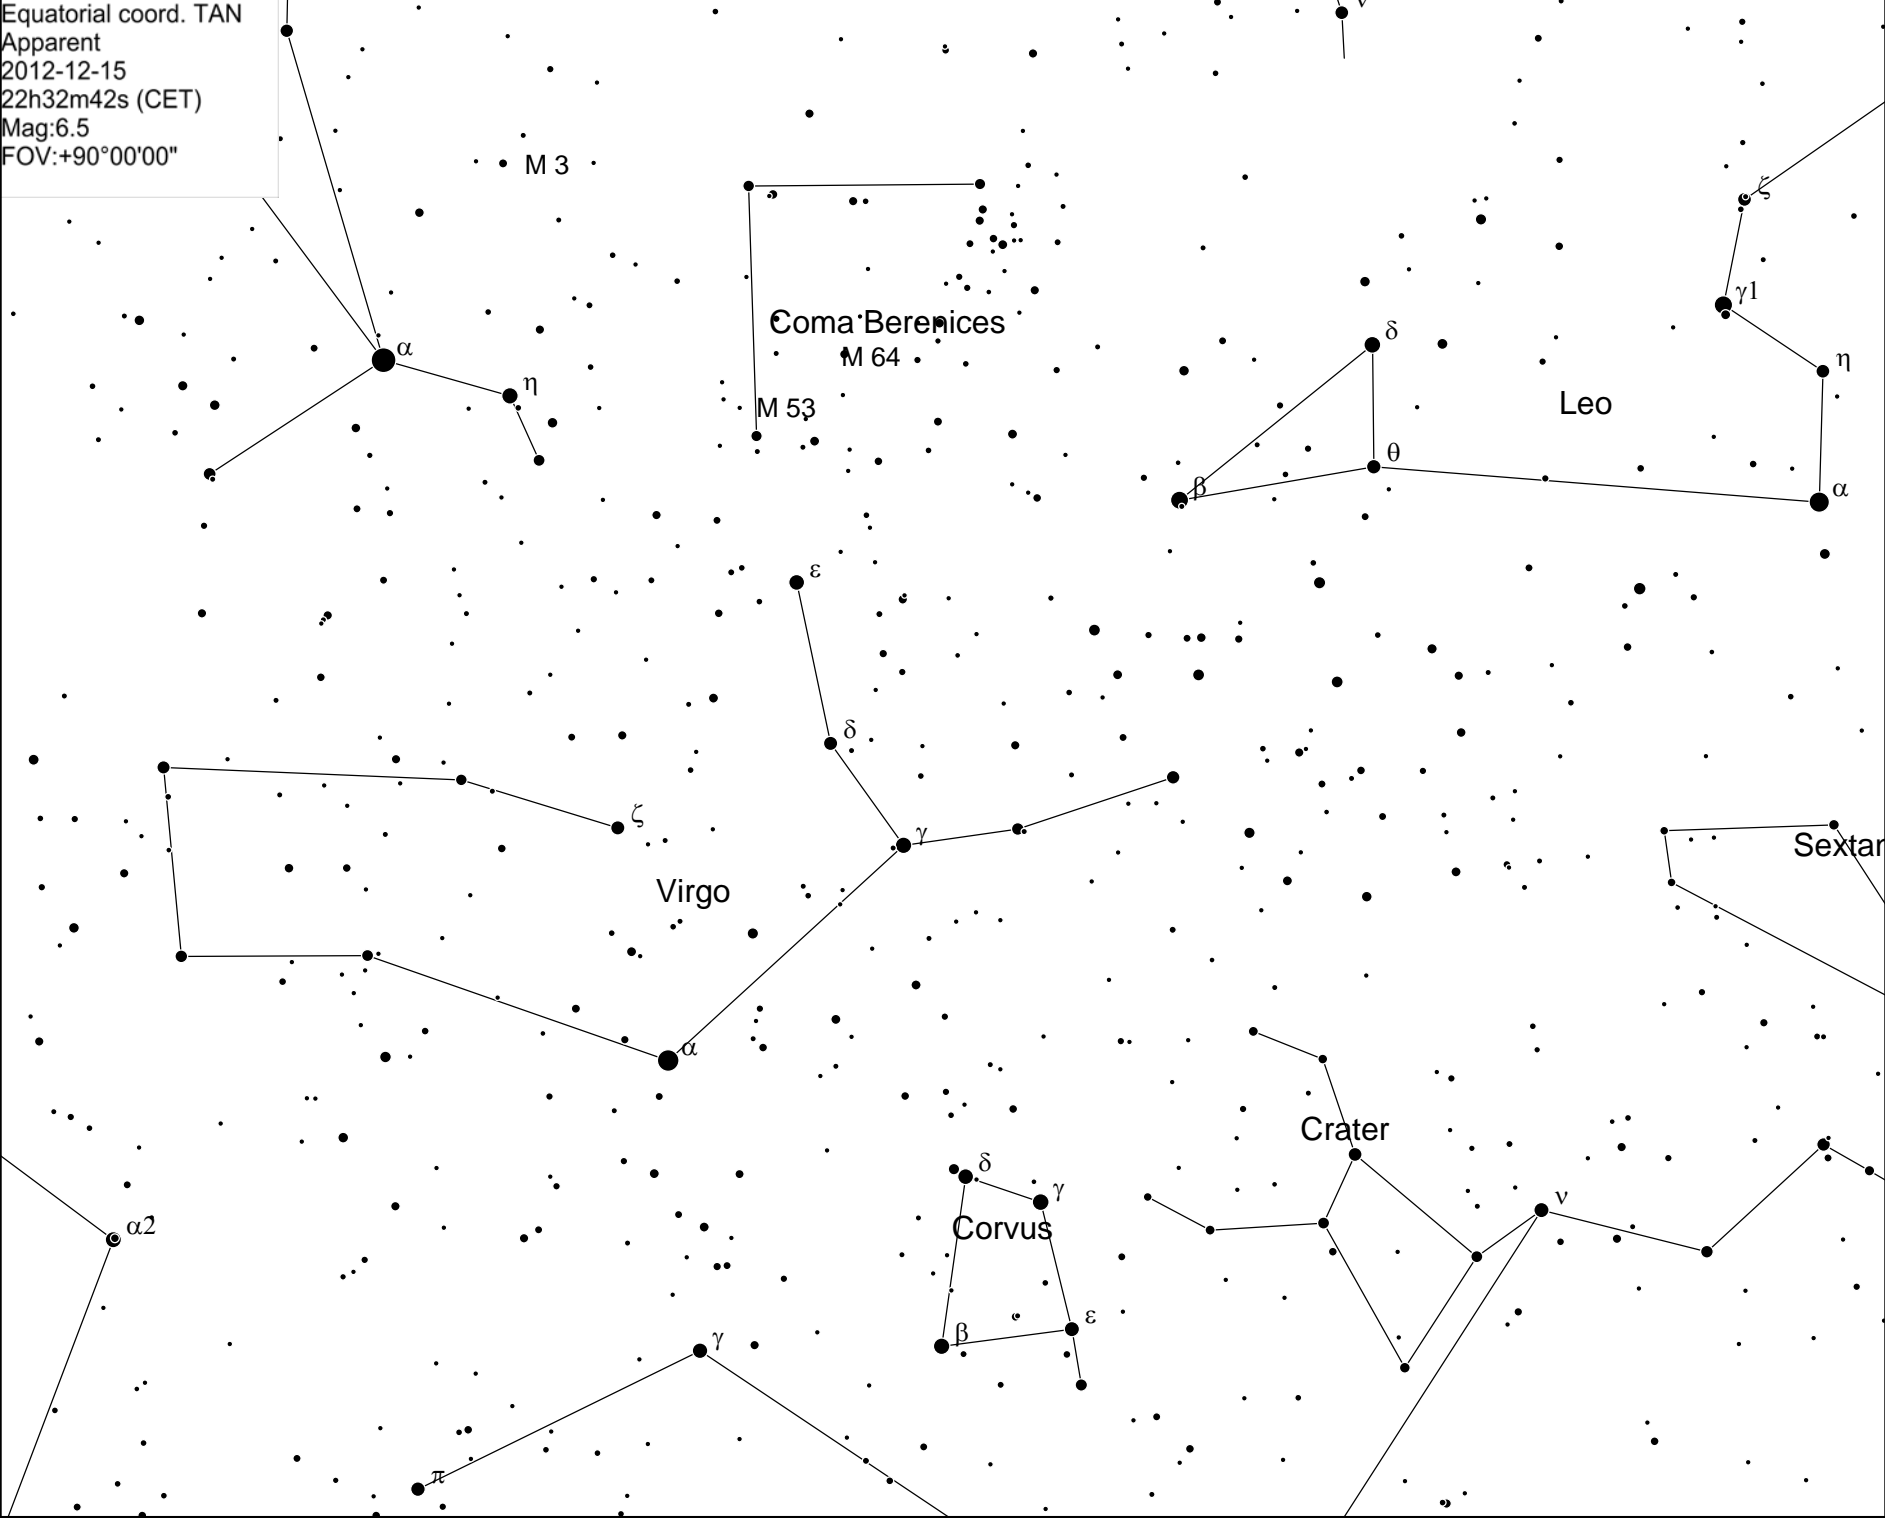 Equatorial coord. TAN
Apparent
2012-12-15
22h32m42s (CET)
Mag:6.5
FOV:+90°00'00"
M 3
ζ
γ1
Coma Berenices
δ
α
M 64
η
η
Leo
M 53
θ
β
α
ε
δ
ζ
γ
Sextar
Virgo
α
Crater
δ
γ
ν
α2
Corvus
ε
β
γ
π